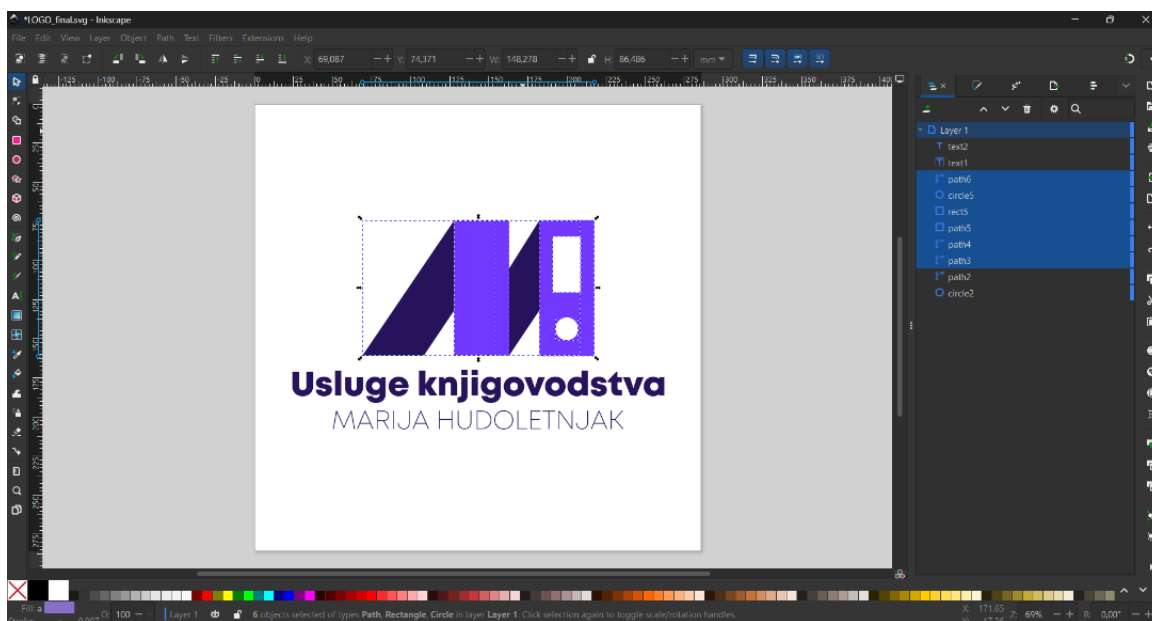 *LOGO_final.svg - Inkscape
File Edit View Layer Object Path Text Filters Extensions Help
X: 69,087 − + Y: 74,371 − + W: 148,278 − + H: 86,486 − + mm
Layer 1
text2
text1
path6
circle5
rect5
path5
path4
path3
path2
circle2
Usluge knjigovodstva
MARIJA HUDOLETNJAK
Fill: a
O: 100 − Layer 1 6 objects selected of types Path, Rectangle, Circle in layer Layer 1. Click selection again to toggle scale/rotation handles.
X: 171,65 Z: 69% − + R: 0,00° − +